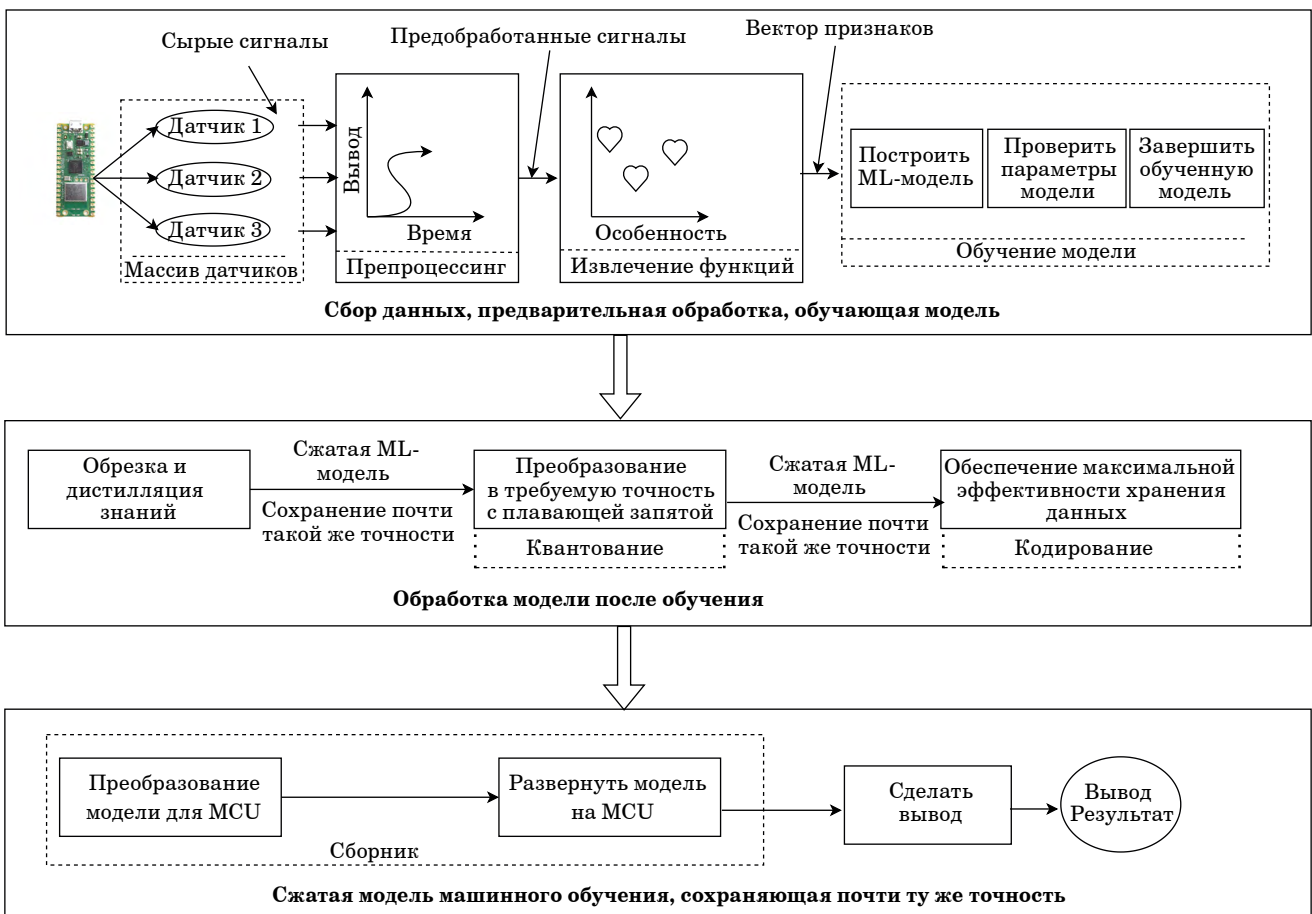 Сырые сигналы
Предобработанные сигналы
Вектор признаков
Датчик 1
Датчик 2
Датчик 3
Массив датчиков
Вывод
Время
Препроцессинг
Особенность
Извлечение функций
Построить
ML-модель
Проверить
параметры
модели
Завершить
обученную
модель
Обучение модели
Сбор данных, предварительная обработка, обучающая модель
Обрезка и
дистилляция
знаний
Сжатая ML-
модель
Сохранение почти
такой же точности
Преобразование
в требуемую точность
с плавающей запятой
Квантование
Сжатая ML-
модель
Сохранение почти
такой же точности
Обеспечение максимальной
эффективности хранения
данных
Кодирование
Обработка модели после обучения
Преобразование
модели для MCU
Развернуть модель
на MCU
Сборник
Сделать
вывод
Вывод
Результат
Сжатая модель машинного обучения, сохраняющая почти ту же точность